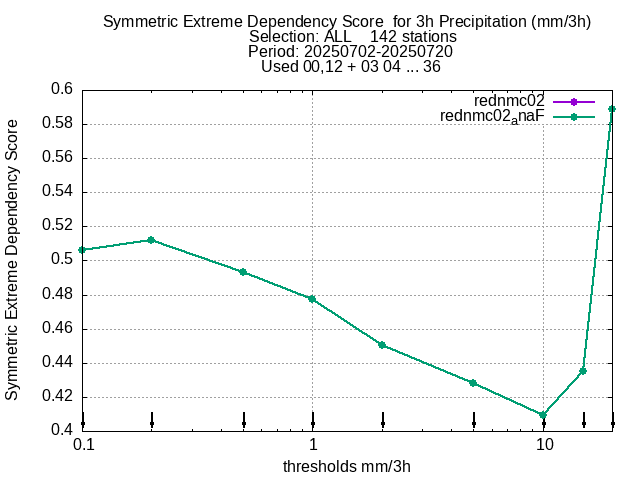 Symmetric Extreme Dependency Score  for 3h Precipitation (mm/3h)
Selection: ALL    142 stations
Period: 20250702-20250720
Used 00,12 + 03 04 ... 36
rednmc02
rednmc02anaF
0.6
0.58
0.56
0.54
0.52
0.5
0.48
0.46
0.44
0.42
0.4
Symmetric Extreme Dependency Score
0.1 1 10
thresholds mm/3h